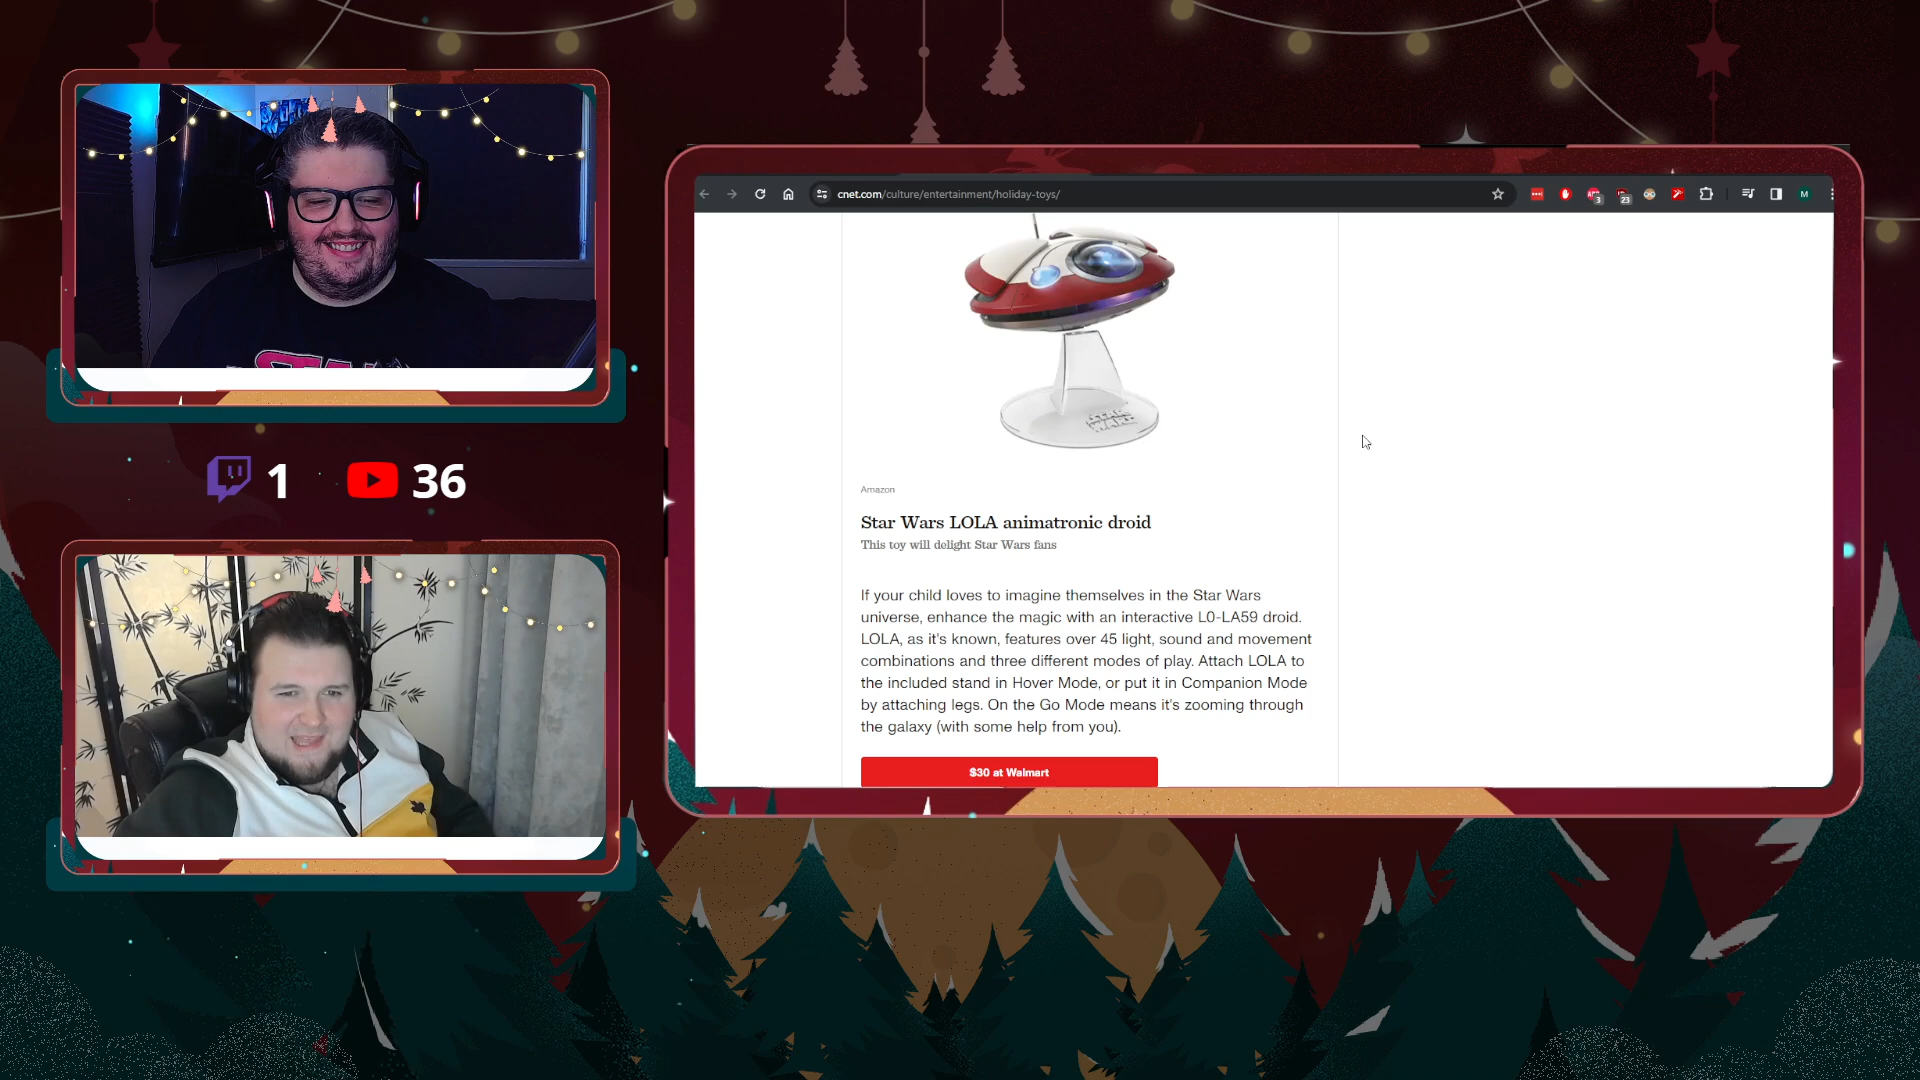 cnet.com/culture/entertainment/holiday-toys/
3
23
M
STAR
WARS
1
36
Amazon
Star Wars LOLA animatronic droid
This toy will delight Star Wars fans
If your child loves to imagine themselves in the Star Wars
universe, enhance the magic with an interactive L0-LA59 droid.
LOLA, as it's known, features over 45 light, sound and movement
combinations and three different modes of play. Attach LOLA to
the included stand in Hover Mode, or put it in Companion Mode
by attaching legs. On the Go Mode means it's zooming through
the galaxy (with some help from you).
$30 at Walmart